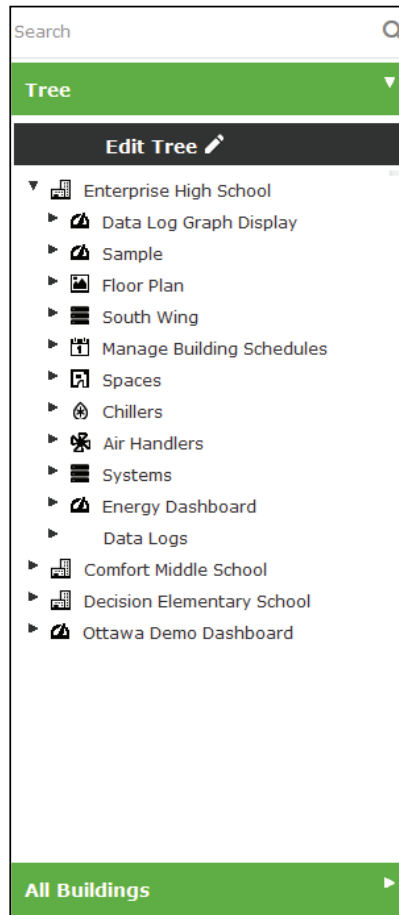 Search
Tree
Edit Tree
Enterprise High School
Data Log Graph Display
Sample
Floor Plan
South Wing
Manage Building Schedules
Spaces
Chillers
Air Handlers
Systems
Energy Dashboard
Data Logs
Comfort Middle School
Decision Elementary School
Ottawa Demo Dashboard
All Buildings